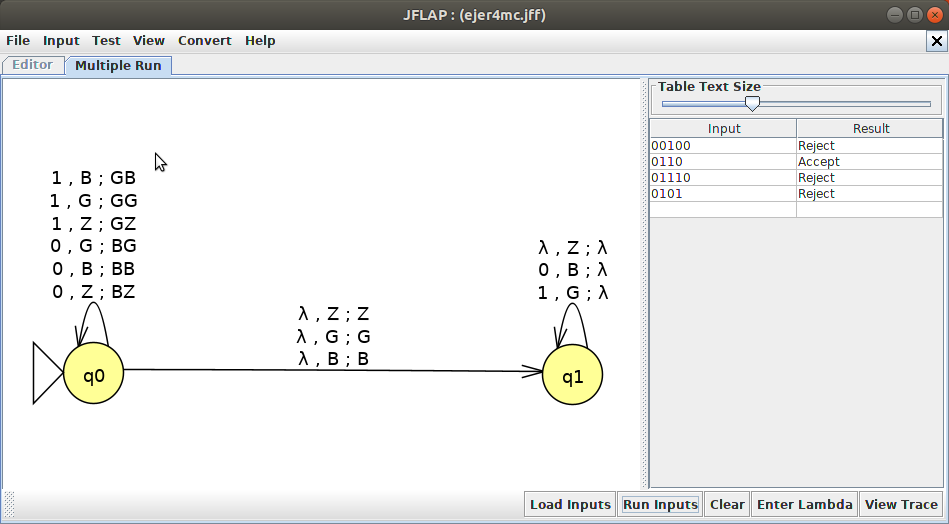 JFLAP : (ejer4mc.jff)
File Input Test View Convert Help
Editor Multiple Run
Table Text Size
Input Result
00100 Reject
0110 Accept
01110 Reject
0101 Reject
1 , B ; GB
1 , G ; GG
1 , Z ; GZ
0 , G ; BG
0 , B ; BB
0 , Z ; BZ
λ , Z ; Z
λ , G ; G
λ , B ; B
λ , Z ; λ
0 , B ; λ
1 , G ; λ
q0
q1
Load Inputs Run Inputs Clear Enter Lambda View Trace